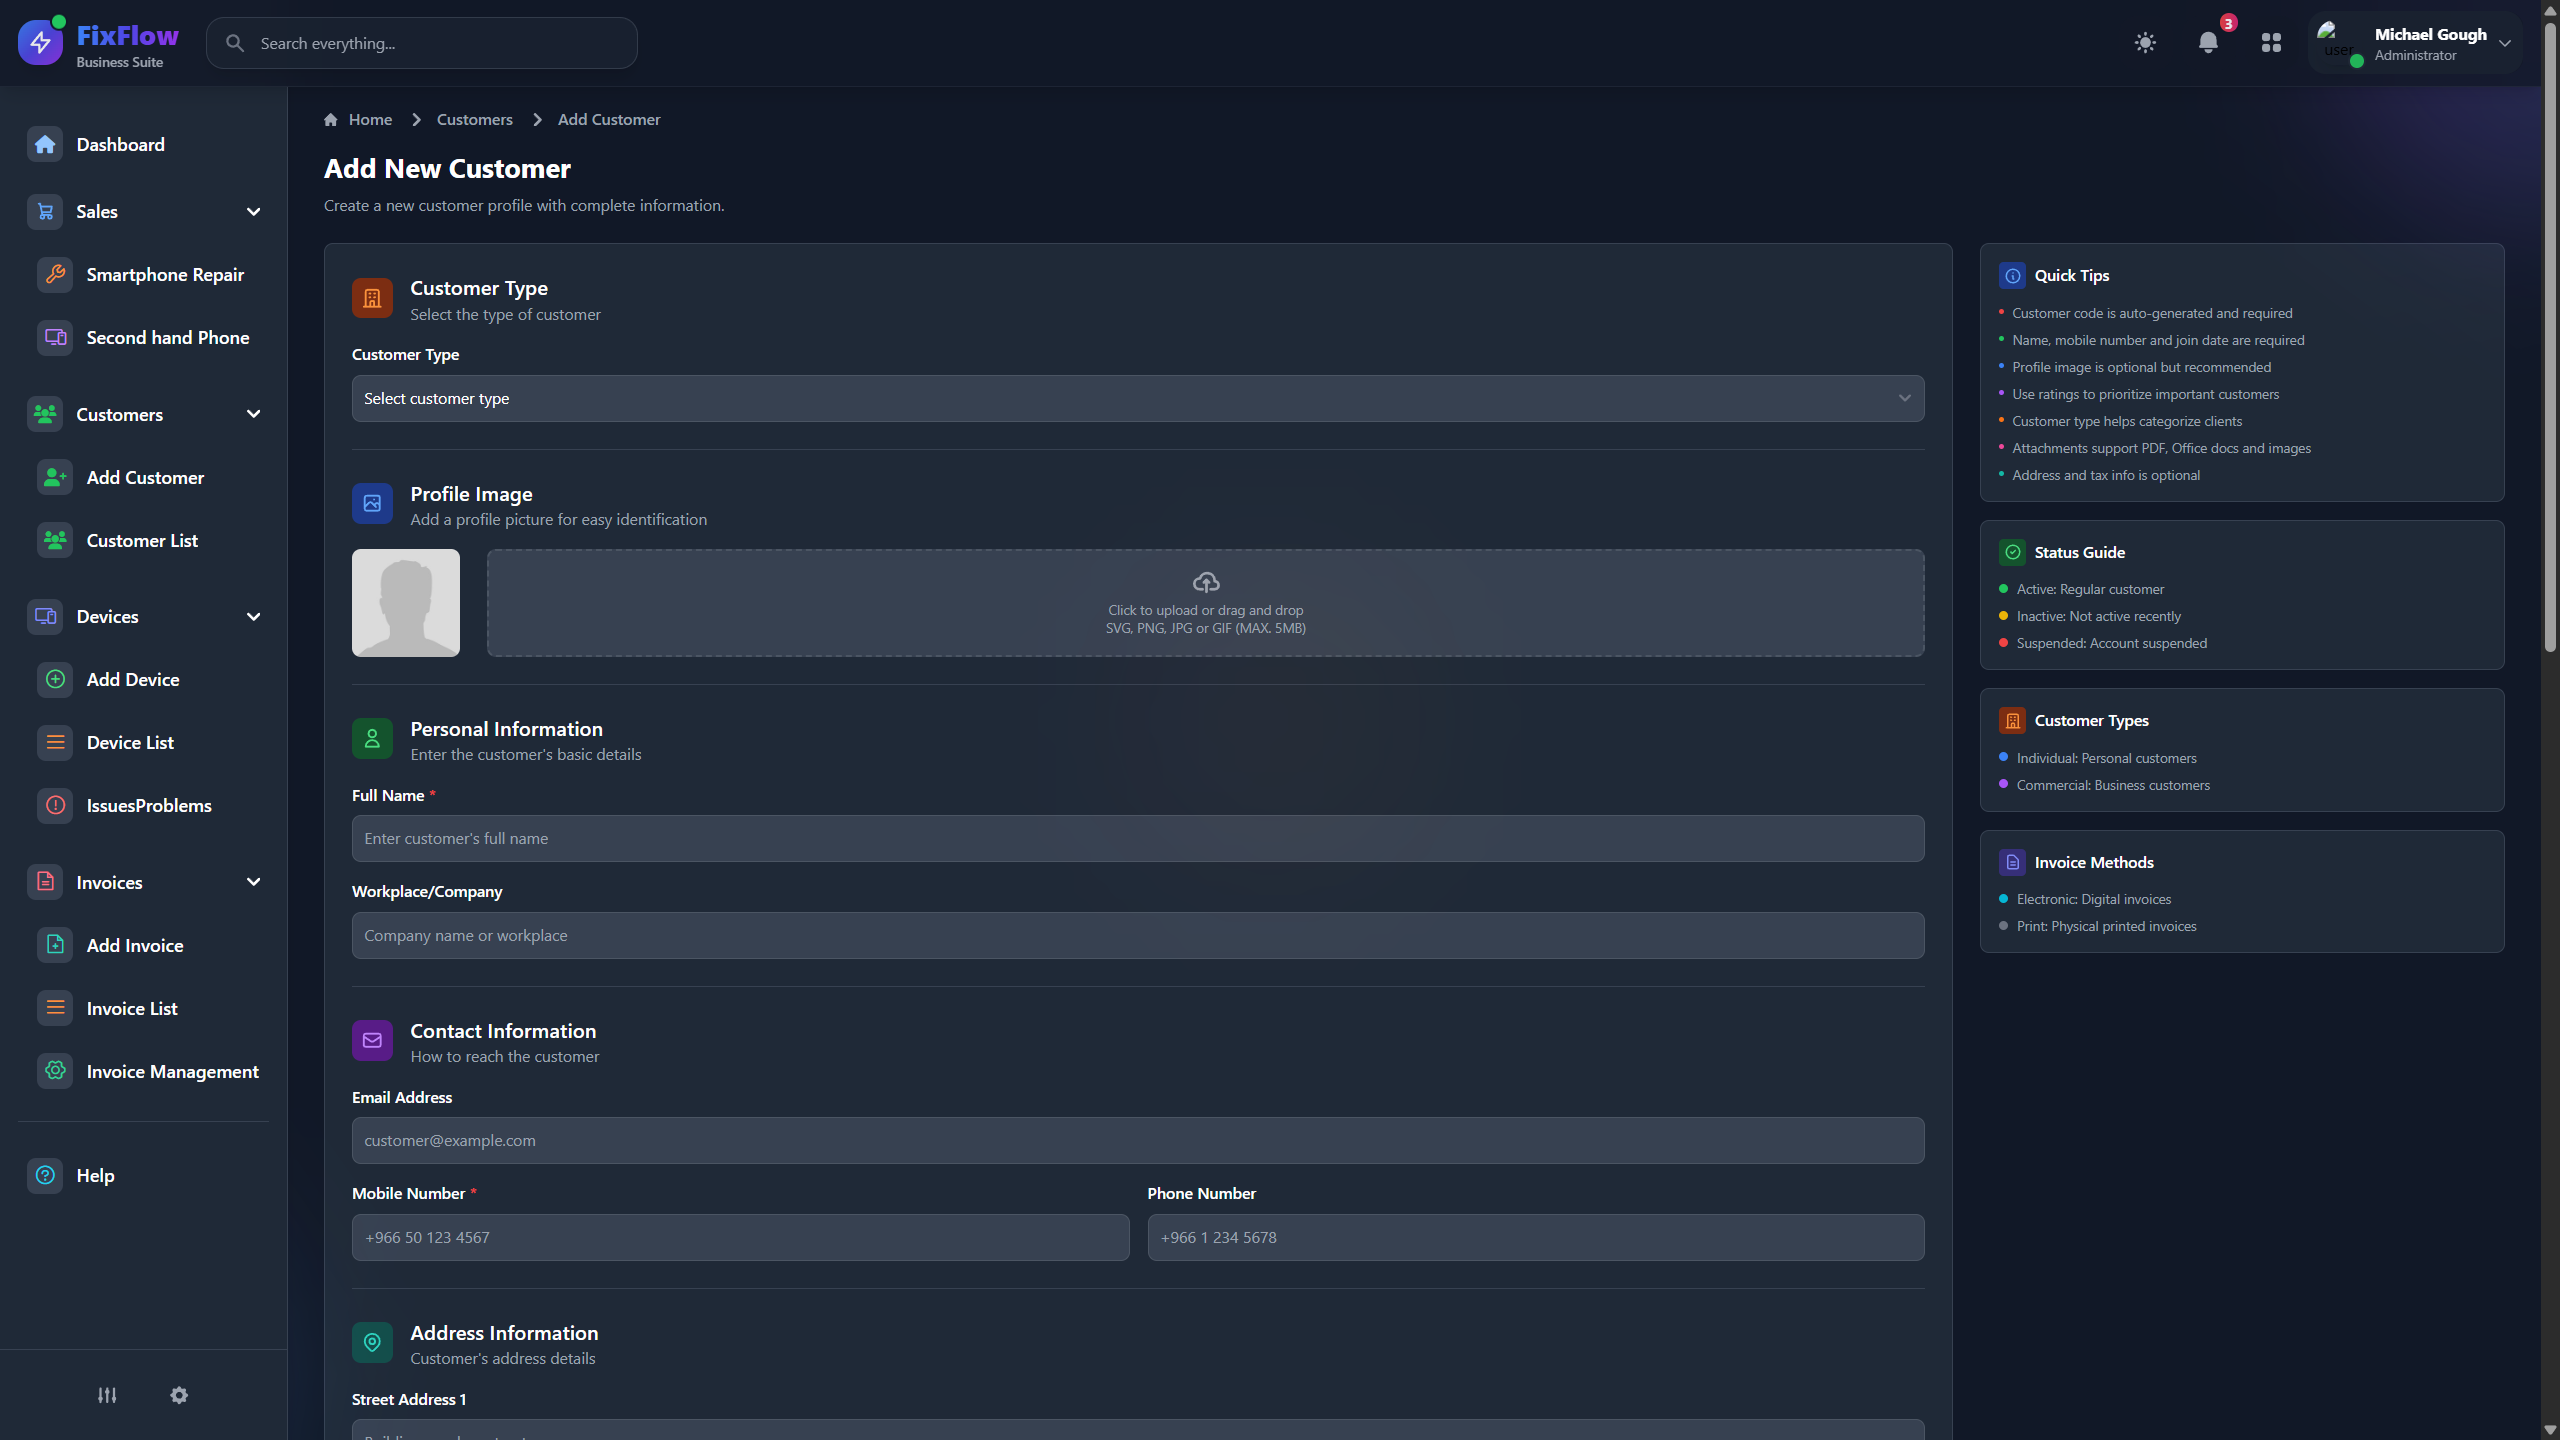 FixFlow
Business Suite
Search everything...
3
user
Michael Gough
Administrator
Dashboard
Sales
Smartphone Repair
Second hand Phone
Customers
Add Customer
Customer List
Devices
Add Device
Device List
IssuesProblems
Invoices
Add Invoice
Invoice List
Invoice Management
Help
Home
Customers
Add Customer
Add New Customer
Create a new customer profile with complete information.
Customer Type
Select the type of customer
Customer Type
Select customer type
Profile Image
Add a profile picture for easy identification
Click to upload or drag and drop
SVG, PNG, JPG or GIF (MAX. 5MB)
Personal Information
Enter the customer's basic details
Full Name *
Enter customer's full name
Workplace/Company
Company name or workplace
Contact Information
How to reach the customer
Email Address
customer@example.com
Mobile Number *
+966 50 123 4567
Phone Number
+966 1 234 5678
Address Information
Customer's address details
Street Address 1
Quick Tips
Customer code is auto-generated and required
Name, mobile number and join date are required
Profile image is optional but recommended
Use ratings to prioritize important customers
Customer type helps categorize clients
Attachments support PDF, Office docs and images
Address and tax info is optional
Status Guide
Active: Regular customer
Inactive: Not active recently
Suspended: Account suspended
Customer Types
Individual: Personal customers
Commercial: Business customers
Invoice Methods
Electronic: Digital invoices
Print: Physical printed invoices